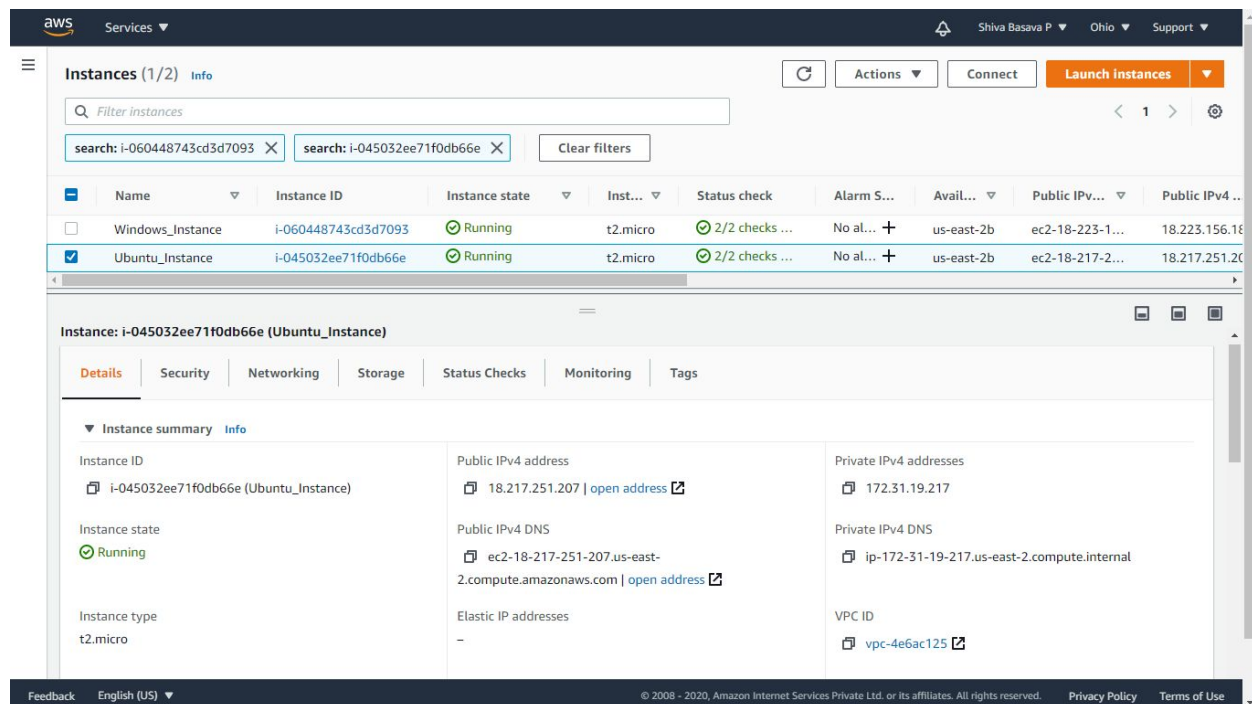 aws Services Shiva Basava P Ohio Support
Instances (1/2) Info Actions Connect Launch instances
Filter instances 1
search: i-060448743cd3d7093 search: i-045032ee71f0db66e Clear filters
Name Instance ID Instance state Inst... Status check Alarm S... Avail... Public IPv... Public IPv4 ...
Windows_Instance i-060448743cd3d7093 Running t2.micro 2/2 checks ... No al... + us-east-2b ec2-18-223-1... 18.223.156.18
Ubuntu_Instance i-045032ee71f0db66e Running t2.micro 2/2 checks ... No al... + us-east-2b ec2-18-217-2... 18.217.251.20
Instance: i-045032ee71f0db66e (Ubuntu_Instance)
Details Security Networking Storage Status Checks Monitoring Tags
Instance summary Info
Instance ID Public IPv4 address Private IPv4 addresses
i-045032ee71f0db66e (Ubuntu_Instance) 18.217.251.207 | open address 172.31.19.217
Instance state Public IPv4 DNS Private IPv4 DNS
Running ec2-18-217-251-207.us-east- ip-172-31-19-217.us-east-2.compute.internal
2.compute.amazonaws.com | open address
Instance type Elastic IP addresses VPC ID
t2.micro – vpc-4e6ac125
Feedback English (US) © 2008 - 2020, Amazon Internet Services Private Ltd. or its affiliates. All rights reserved. Privacy Policy Terms of Use